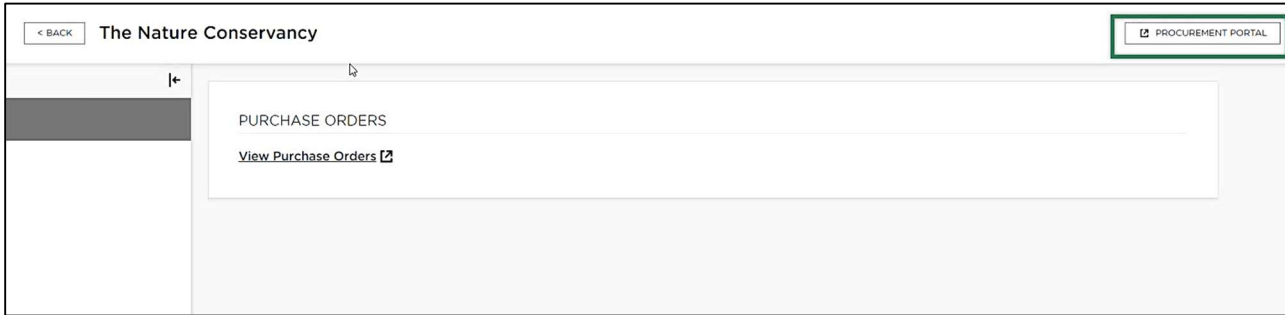 < BACK
The Nature Conservancy
PROCUREMENT PORTAL
PURCHASE ORDERS
View Purchase Orders